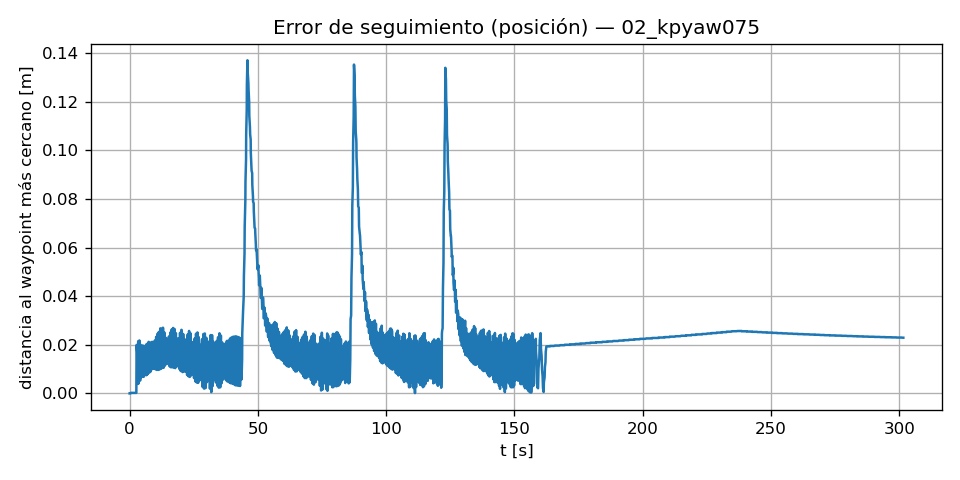 Error de seguimiento (posición) — 02_kpyaw075
distancia al waypoint más cercano [m]
0.14
0.12
0.10
0.08
0.06
0.04
0.02
0.00
0 50 100 150 200 250 300
t [s]